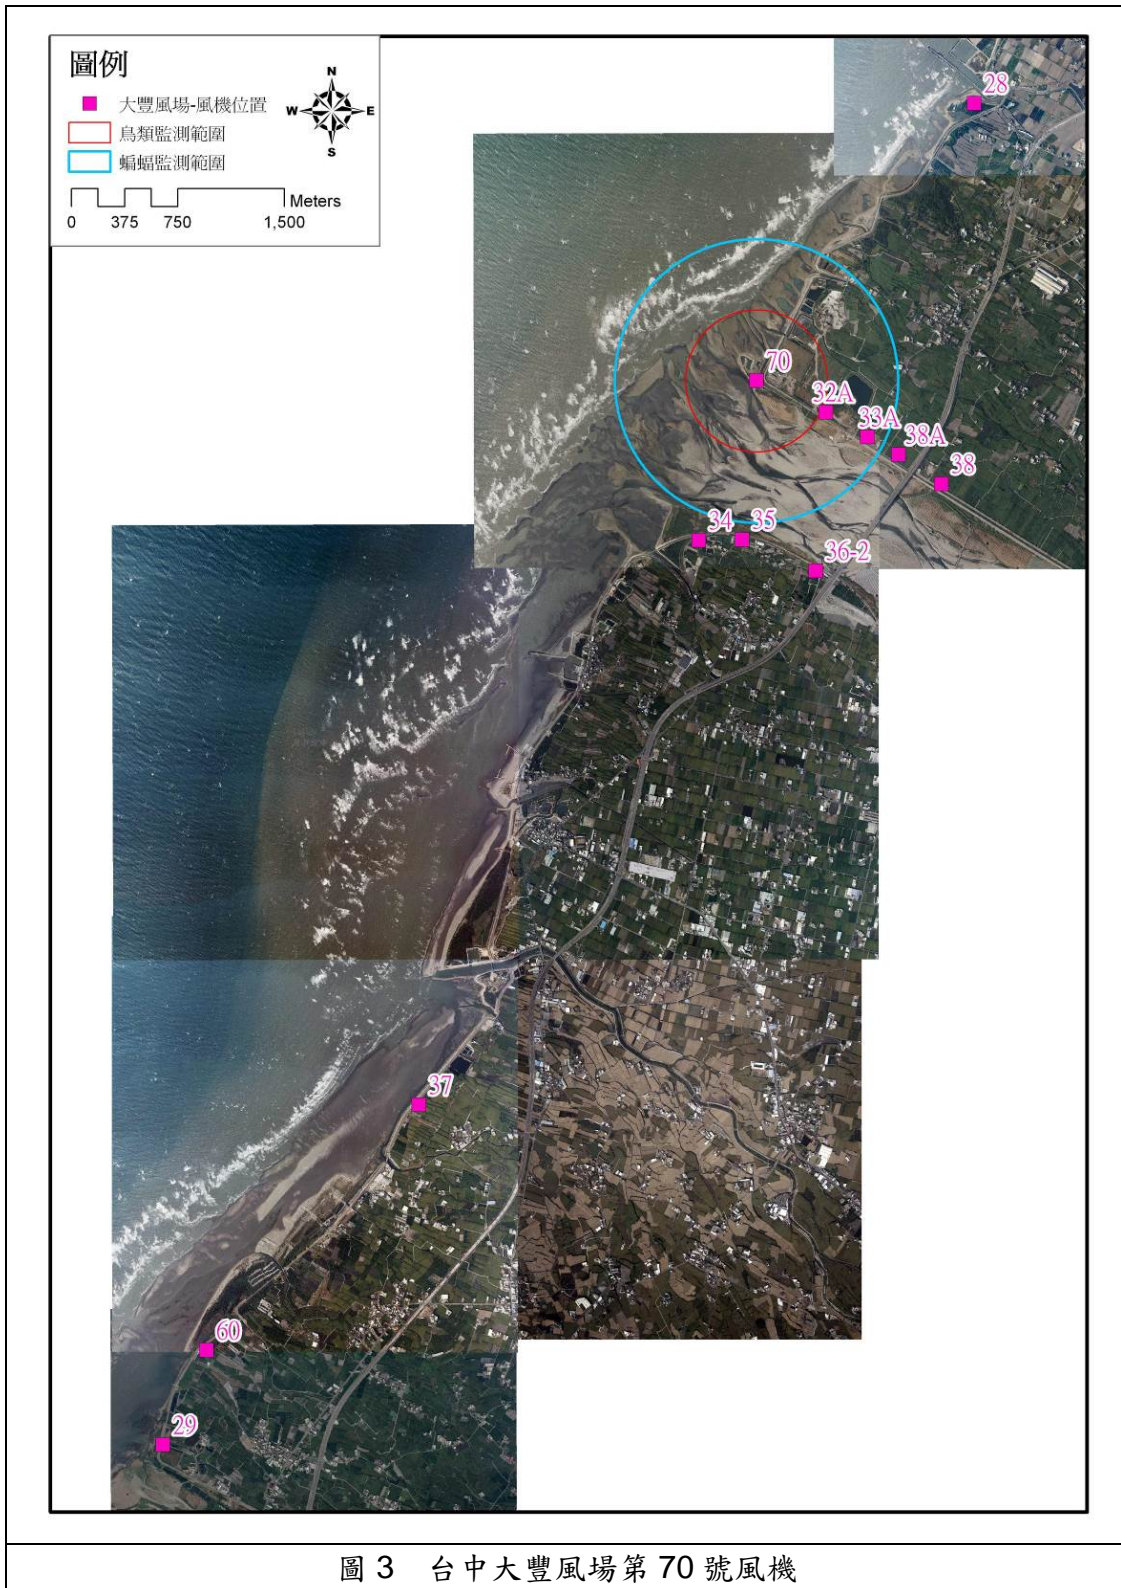 圖例
大豐風場-風機位置
鳥類監測範圍
蝙蝠監測範圍
N
W E
S
Meters
0 375 750 1,500
28
70
32A
33A
38A
38
34 35
36-2
37
60
29
圖 3 台中大豐風場第 70 號風機